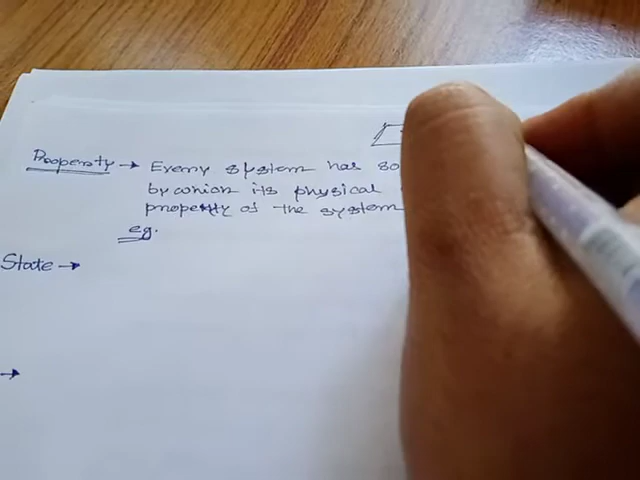 Property → Every system has so
by which its physical
property of the system
eg.
State →
→